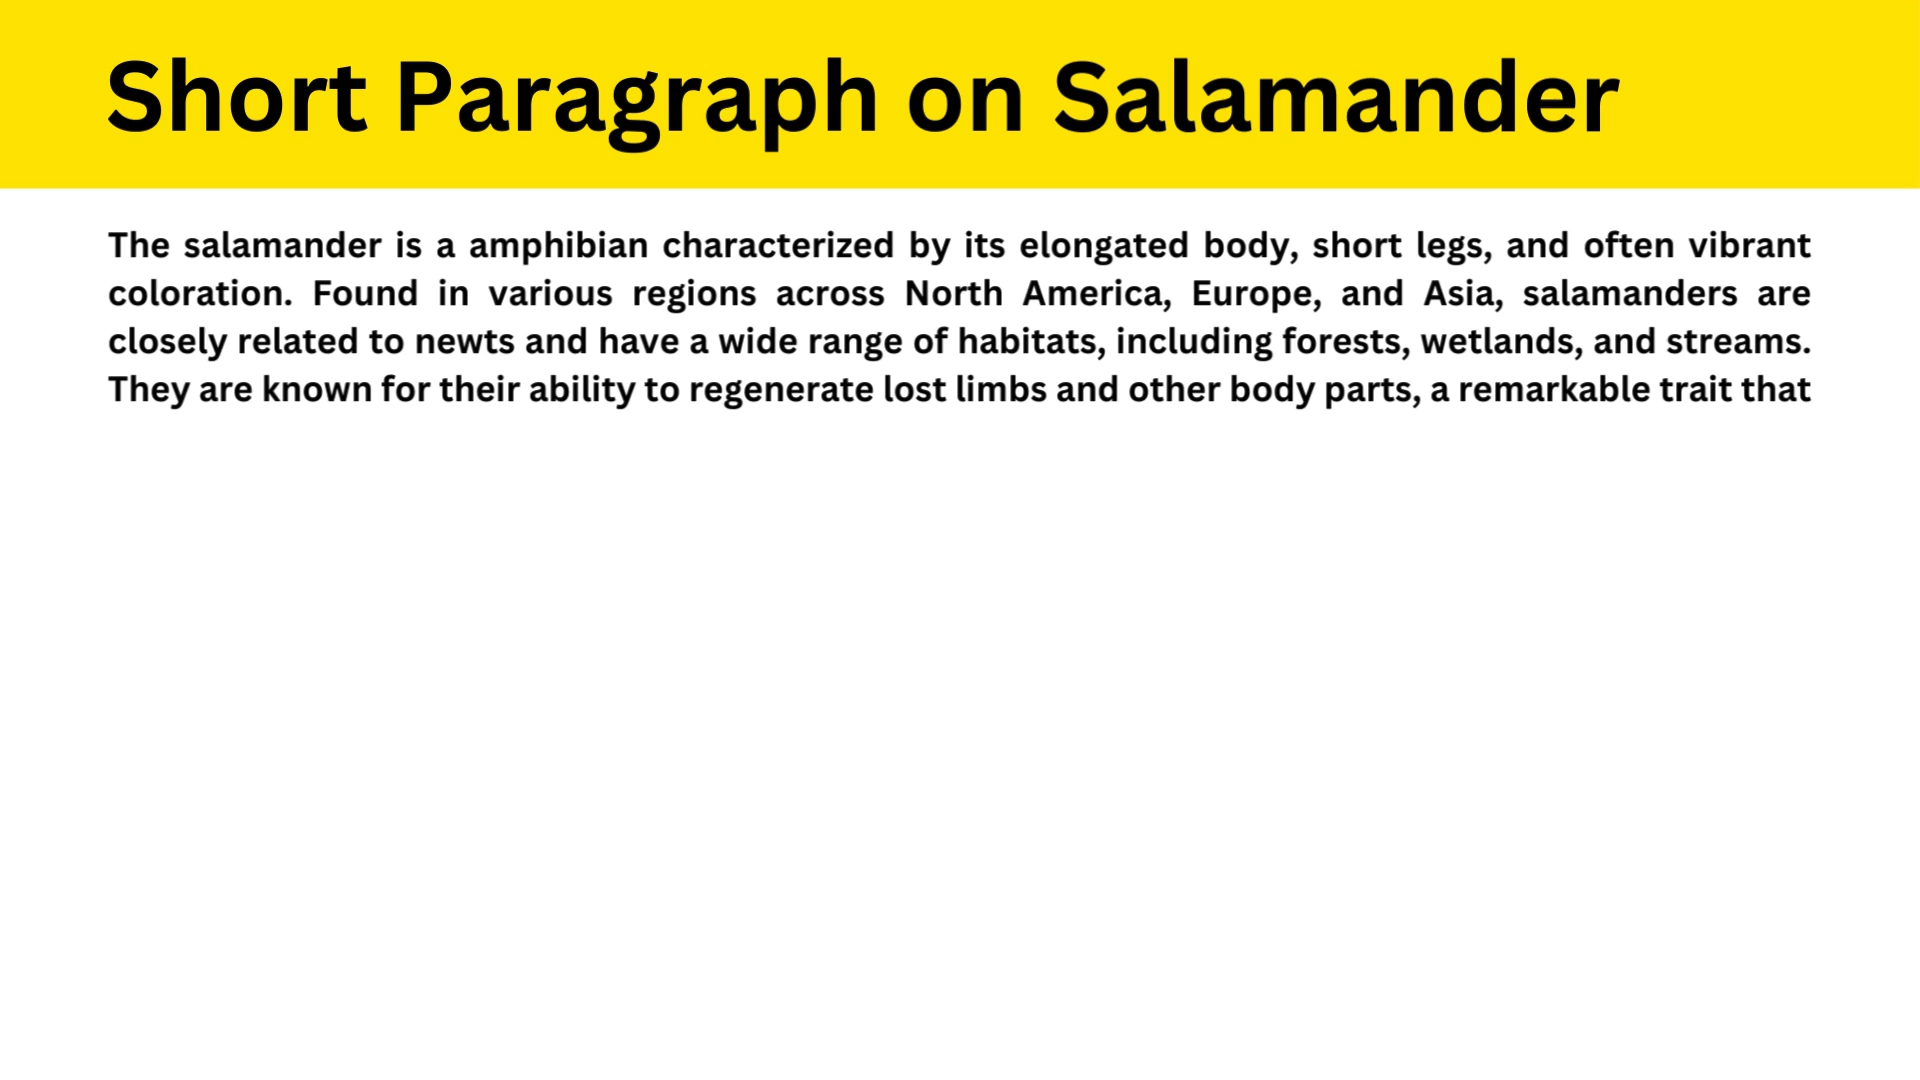 Short Paragraph on Salamander
The salamander is a amphibian characterized by its elongated body, short legs, and often vibrant
coloration. Found in various regions across North America, Europe, and Asia, salamanders are
closely related to newts and have a wide range of habitats, including forests, wetlands, and streams.
They are known for their ability to regenerate lost limbs and other body parts, a remarkable trait that